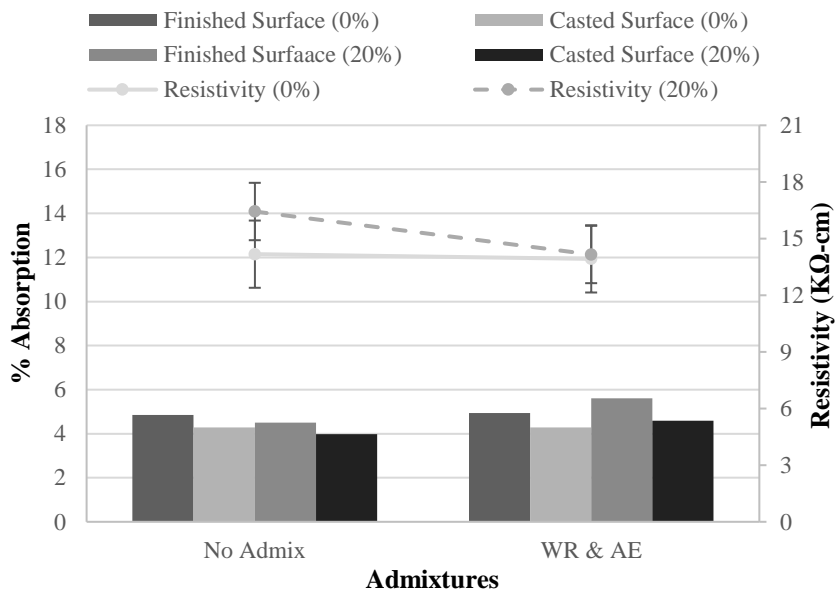 Finished Surface (0%)
Casted Surface (0%)
Finished Surfaace (20%)
Casted Surface (20%)
Resistivity (0%)
Resistivity (20%)
18
16
14
12
10
8
6
4
2
0
% Absorption
21
18
15
12
9
6
3
0
Resistivity (KΩ-cm)
No Admix
WR & AE
Admixtures